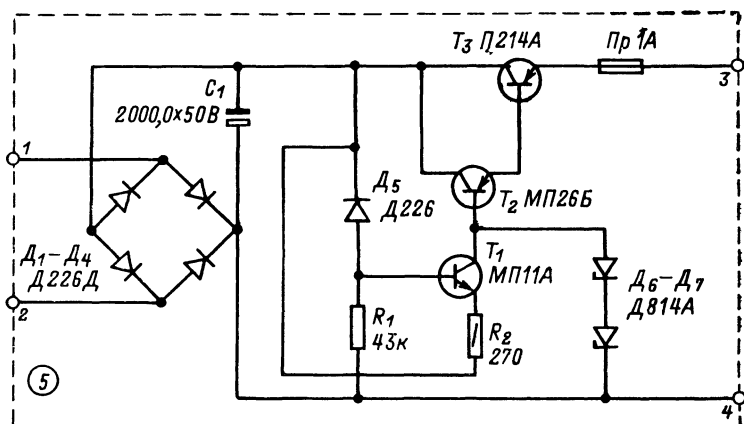 T₃ П214А
Пр 1А
3
C₁
2000,0×50В
1
Д₅
Д226
T₂ МП26Б
Д₁–Д₄
Д226Д
T₁
МП11А
Д₆–Д₇
Д814А
2
R₁
43к
R₂
270
5
4